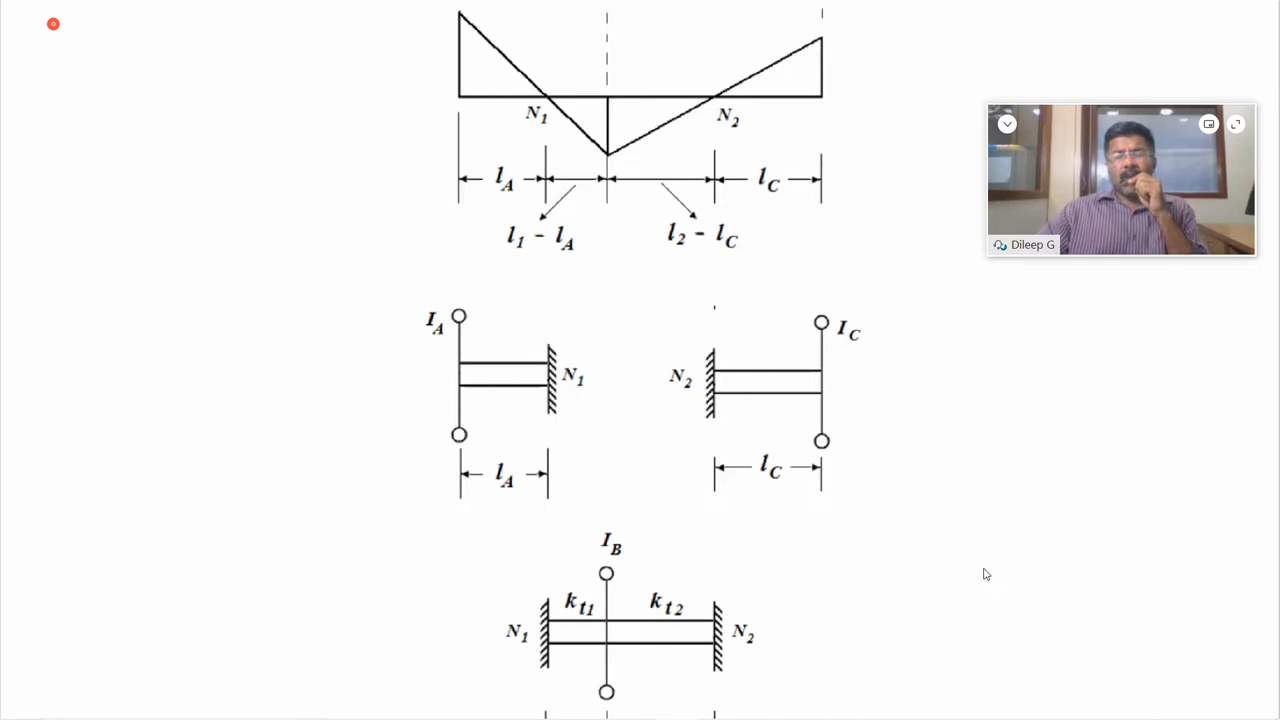 N1
N2
lA
lC
l1 - lA
l2 - lC
IA
N1
N2
IC
lA
lC
Dileep G
IB
kt1
kt2
N1
N2